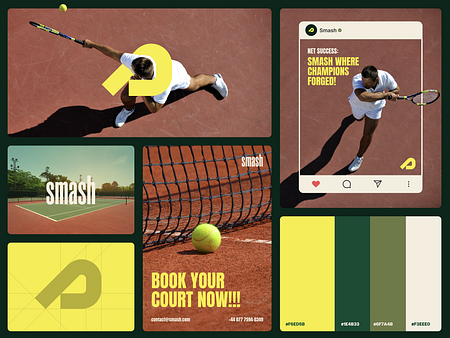 Smash
NET SUCCESS:
SMASH WHERE
CHAMPIONS
FORGED!
smash
smash
BOOK YOUR
COURT NOW!!!
contact@smash.com
+44 077 2984 8389
#F6ED5B
#1E4B33
#6F7A4B
#F3EEE0